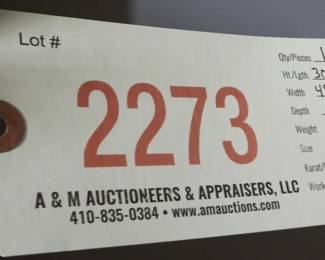 Lot #
2273
A & M AUCTIONEERS & APPRAISERS, LLC
410-835-0384 • www.amauctions.com
Qty/Pieces
Ht./Lgth.
Width
Depth
Weight
Size